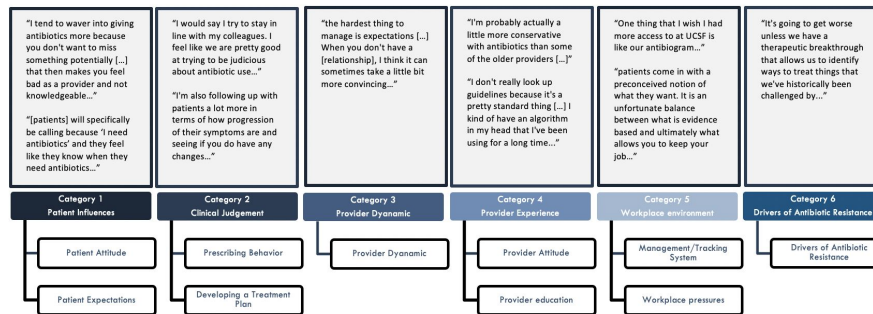 "I tend to waver into giving
antibiotics more because
you don't want to miss
something potentially [...]
that then makes you feel
bad as a provider and not
knowledgeable..."
"[patients] will specifically
be calling because 'I need
antibiotics' and they feel
like they know when they
need antibiotics..."
"I would say I try to stay in
line with my colleagues. I
feel like we are pretty good
at trying to be judicious
about antibiotic use..."
"I'm also following up with
patients a lot more in
terms of how progression
of their symptoms are and
seeing if you do have any
changes..."
"the hardest thing to
manage is expectations [...]
When you don't have a
[relationship], I think it can
sometimes take a little bit
more convincing..."
"I'm probably actually a
little more conservative
with antibiotics than some
of the older providers [...]"
"I don't really look up
guidelines because it's a
pretty standard thing [...] I
kind of have an algorithm
in my head that I've been
using for a long time..."
"One thing that I wish I had
more access to at UCSF is
like our antibiogram..."
"patients come in with a
preconceived notion of
what they want. It is an
unfortunate balance
between what is evidence
based and ultimately what
allows you to keep your
job..."
"It's going to get worse
unless we have a
therapeutic breakthrough
that allows us to identify
ways to treat things that
we've historically been
challenged by..."
Category 1
Patient Influences
Category 2
Clinical Judgement
Category 3
Provider Dyanamic
Category 4
Provider Experience
Category 5
Workplace environment
Category 6
Drivers of Antibiotic Resistance
Patient Attitude
Patient Expectations
Prescribing Behavior
Developing a Treatment
Plan
Provider Dyanamic
Provider Attitude
Provider education
Management/Tracking
System
Workplace pressures
Drivers of Antibiotic
Resistance